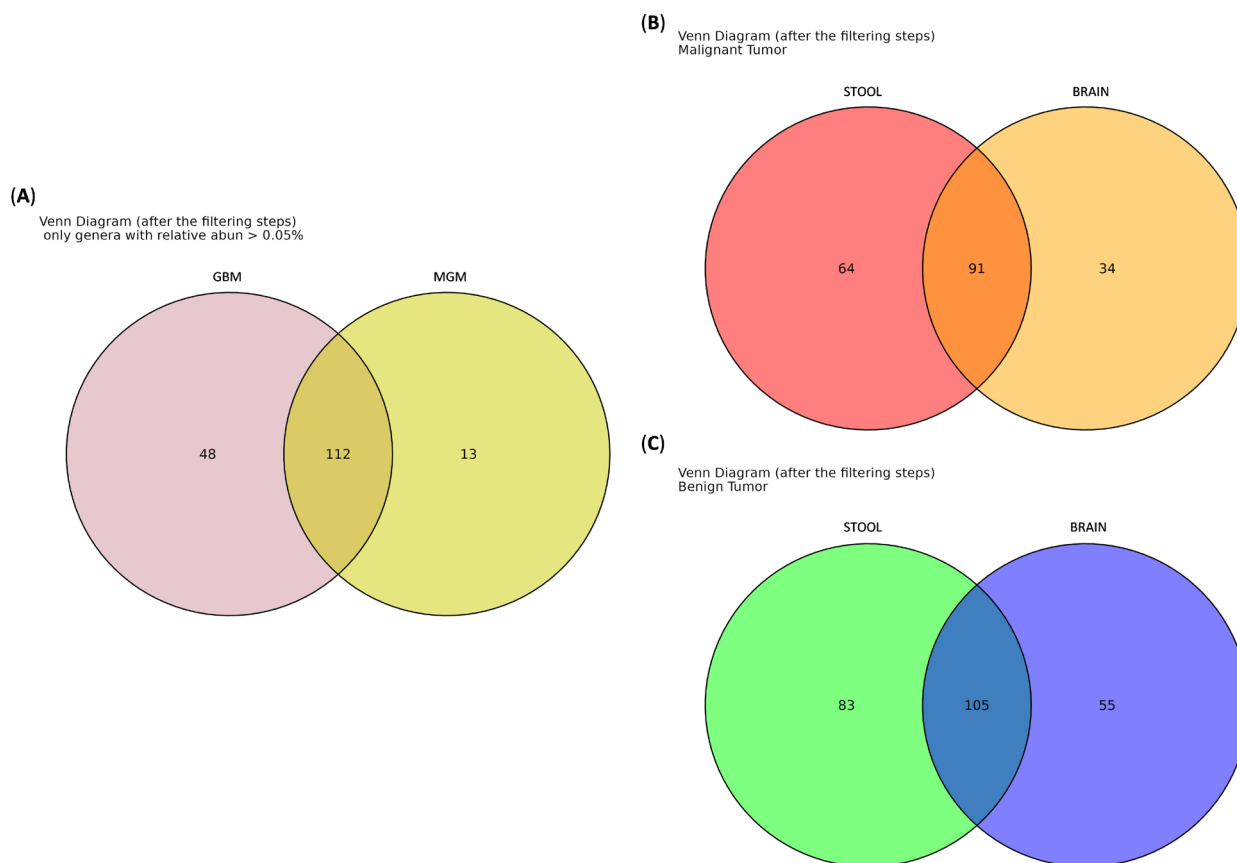 (A)
Venn Diagram (after the filtering steps)
only genera with relative abun > 0.05%
GBM
MGM
48
112
13
(B)
Venn Diagram (after the filtering steps)
Malignant Tumor
STOOL
BRAIN
64
91
34
(C)
Venn Diagram (after the filtering steps)
Benign Tumor
STOOL
BRAIN
83
105
55